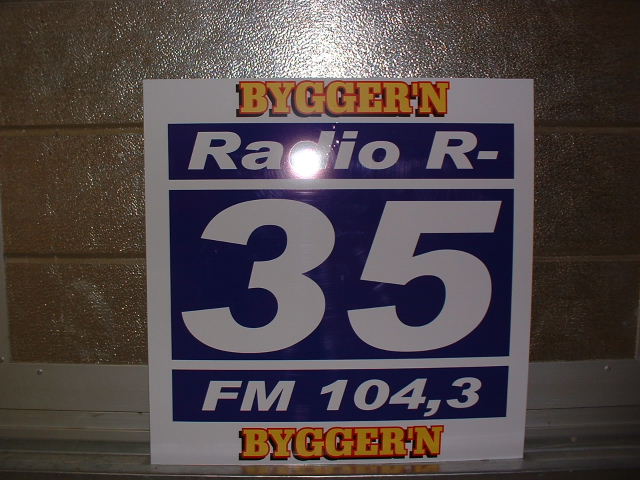 BYGGER'N
Radio R-
35
FM 104,3
BYGGER'N